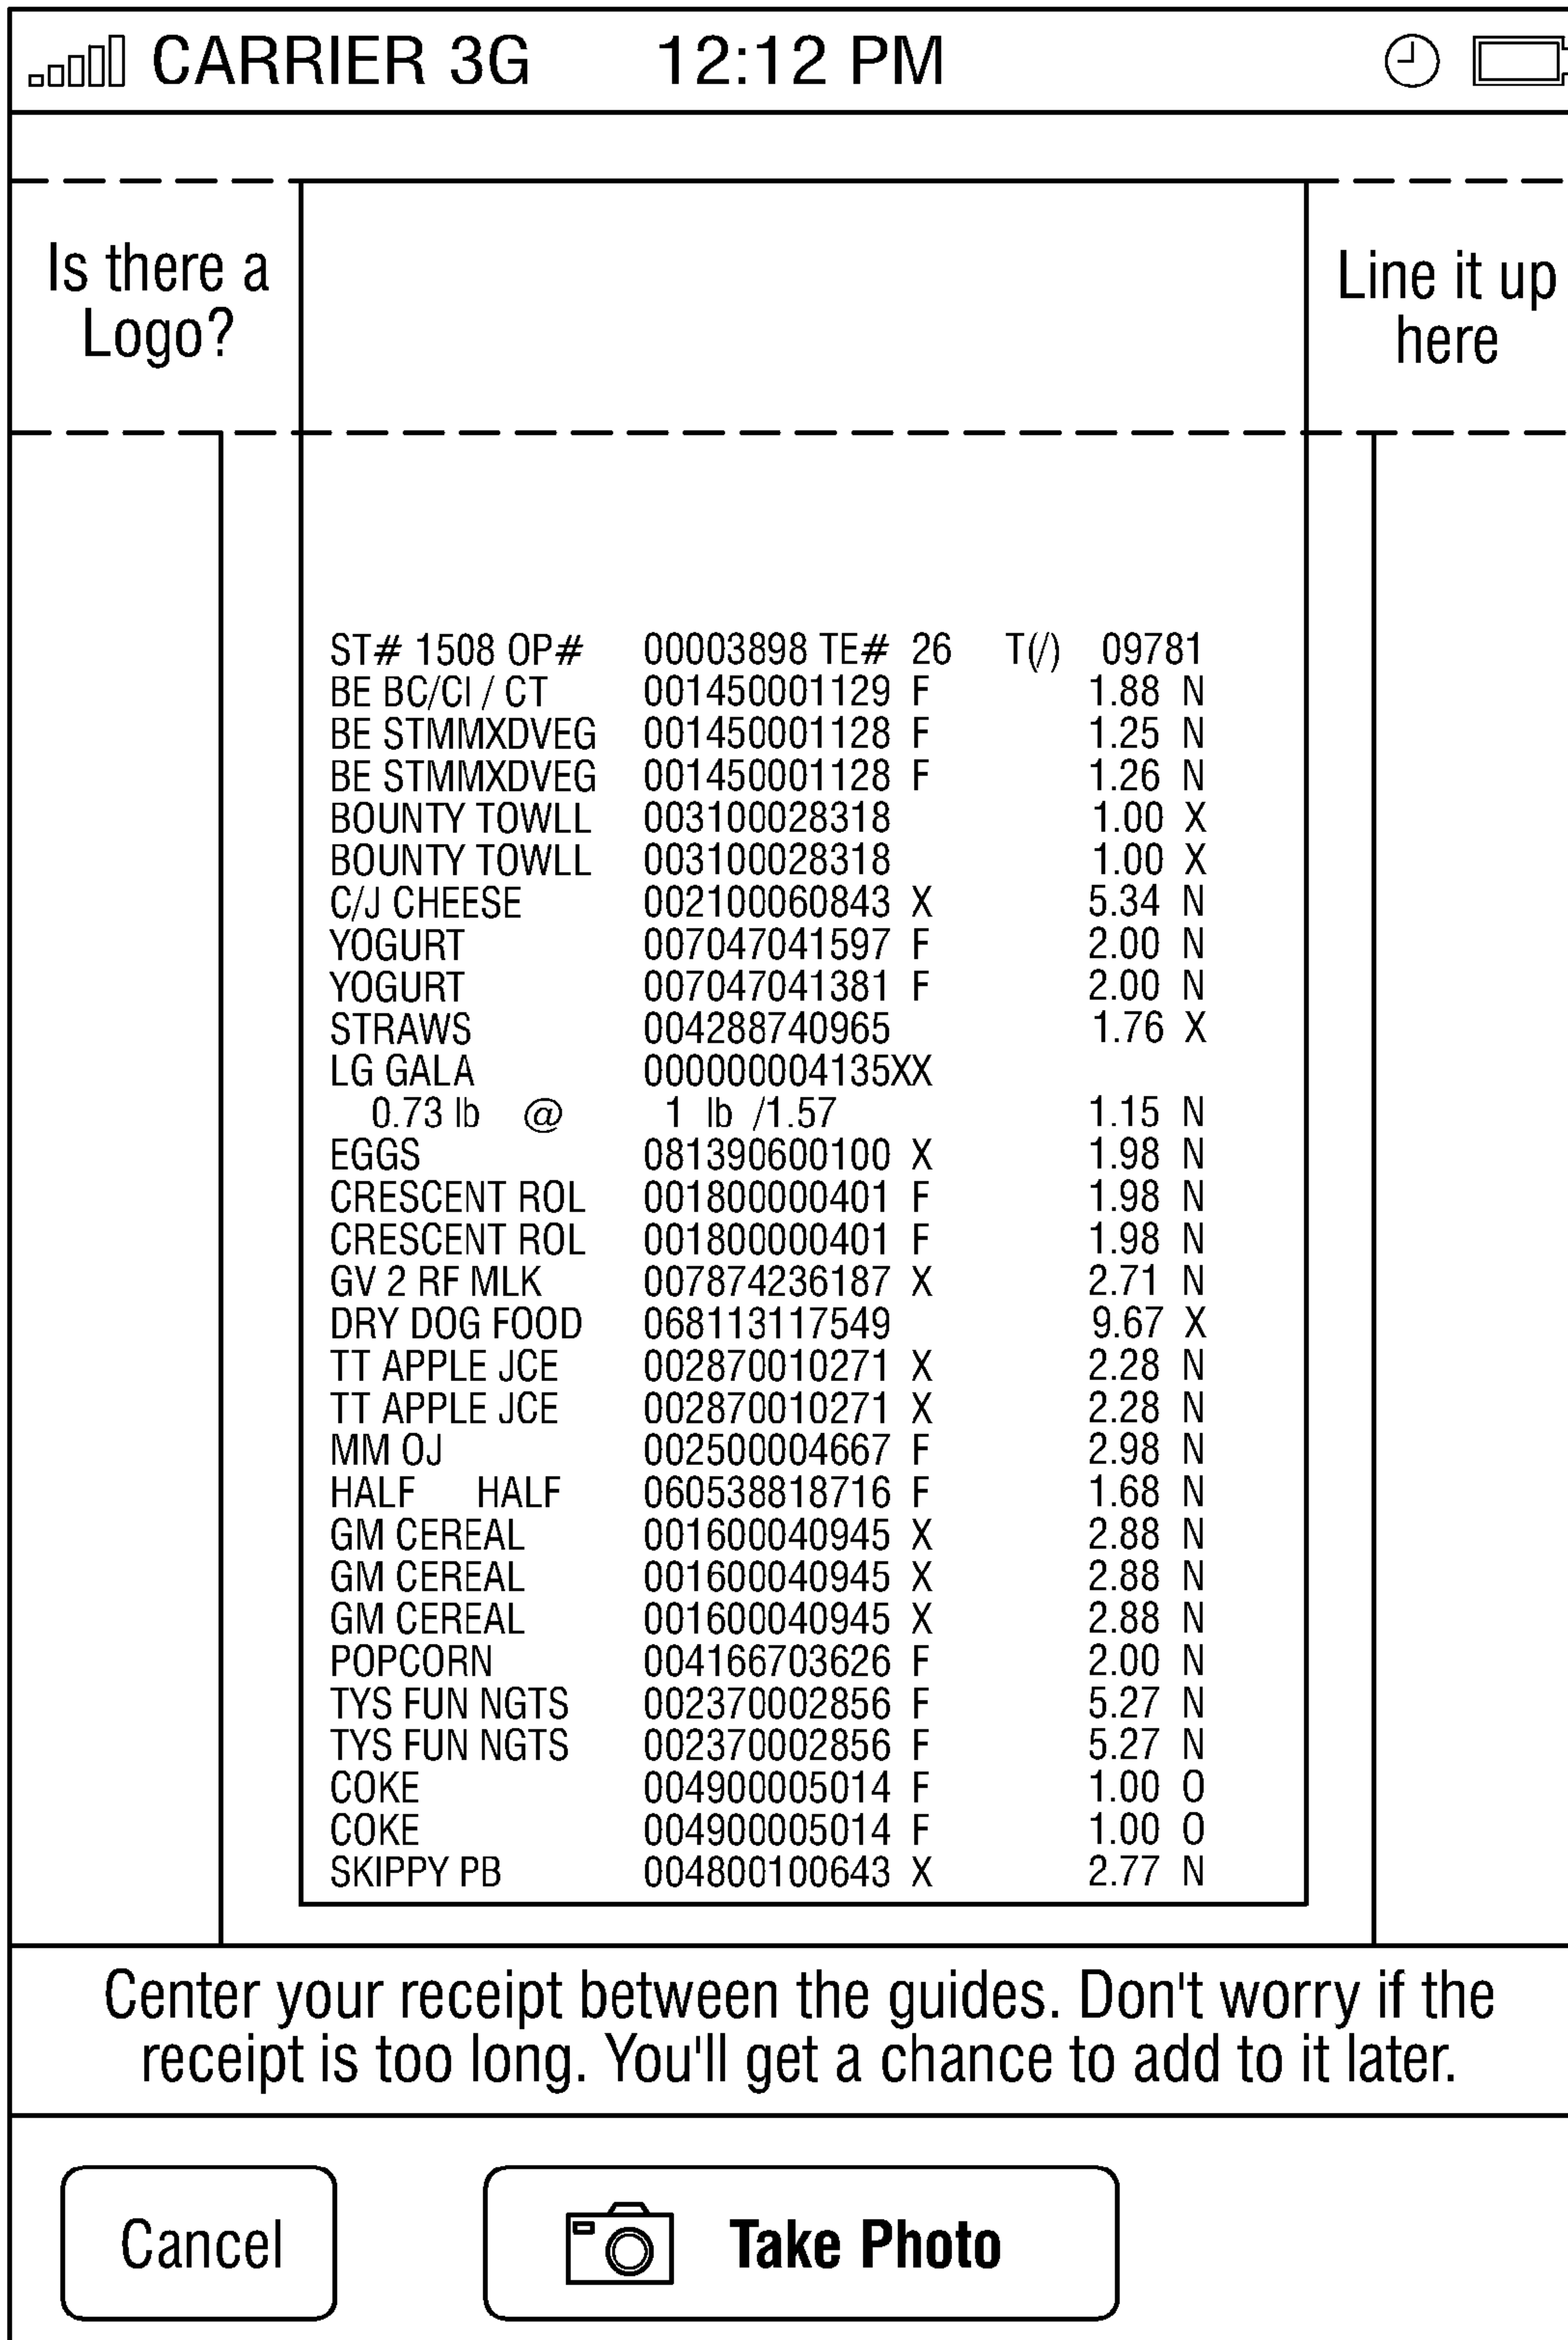 CARRIER 3G 12:12 PM
Is there a
Logo?
Line it up
here
ST# 1508 OP# 00003898 TE# 26 T(/) 09781
BE BC/CI / CT 001450001129 F 1.88 N
BE STMMXDVEG 001450001128 F 1.25 N
BE STMMXDVEG 001450001128 F 1.26 N
BOUNTY TOWLL 003100028318 1.00 X
BOUNTY TOWLL 003100028318 1.00 X
C/J CHEESE 002100060843 X 5.34 N
YOGURT 007047041597 F 2.00 N
YOGURT 007047041381 F 2.00 N
STRAWS 004288740965 1.76 X
LG GALA 000000004135XX
0.73 lb @ 1 lb /1.57 1.15 N
EGGS 081390600100 X 1.98 N
CRESCENT ROL 001800000401 F 1.98 N
CRESCENT ROL 001800000401 F 1.98 N
GV 2 RF MLK 007874236187 X 2.71 N
DRY DOG FOOD 068113117549 9.67 X
TT APPLE JCE 002870010271 X 2.28 N
TT APPLE JCE 002870010271 X 2.28 N
MM OJ 002500004667 F 2.98 N
HALF HALF 060538818716 F 1.68 N
GM CEREAL 001600040945 X 2.88 N
GM CEREAL 001600040945 X 2.88 N
GM CEREAL 001600040945 X 2.88 N
POPCORN 004166703626 F 2.00 N
TYS FUN NGTS 002370002856 F 5.27 N
TYS FUN NGTS 002370002856 F 5.27 N
COKE 004900005014 F 1.00 O
COKE 004900005014 F 1.00 O
SKIPPY PB 004800100643 X 2.77 N
Center your receipt between the guides. Don't worry if the
receipt is too long. You'll get a chance to add to it later.
Cancel
Take Photo